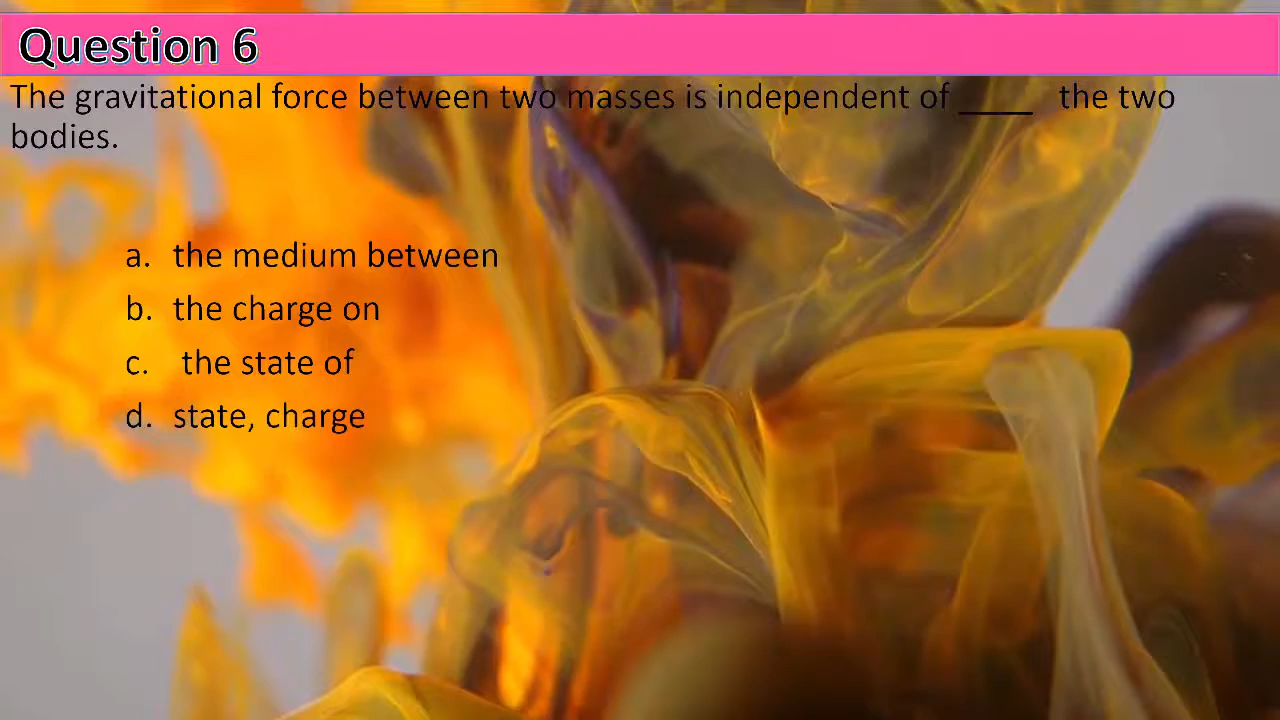 Question 6
The gravitational force between two masses is independent of ____ the two
bodies.
a. the medium between
b. the charge on
c. the state of
d. state, charge